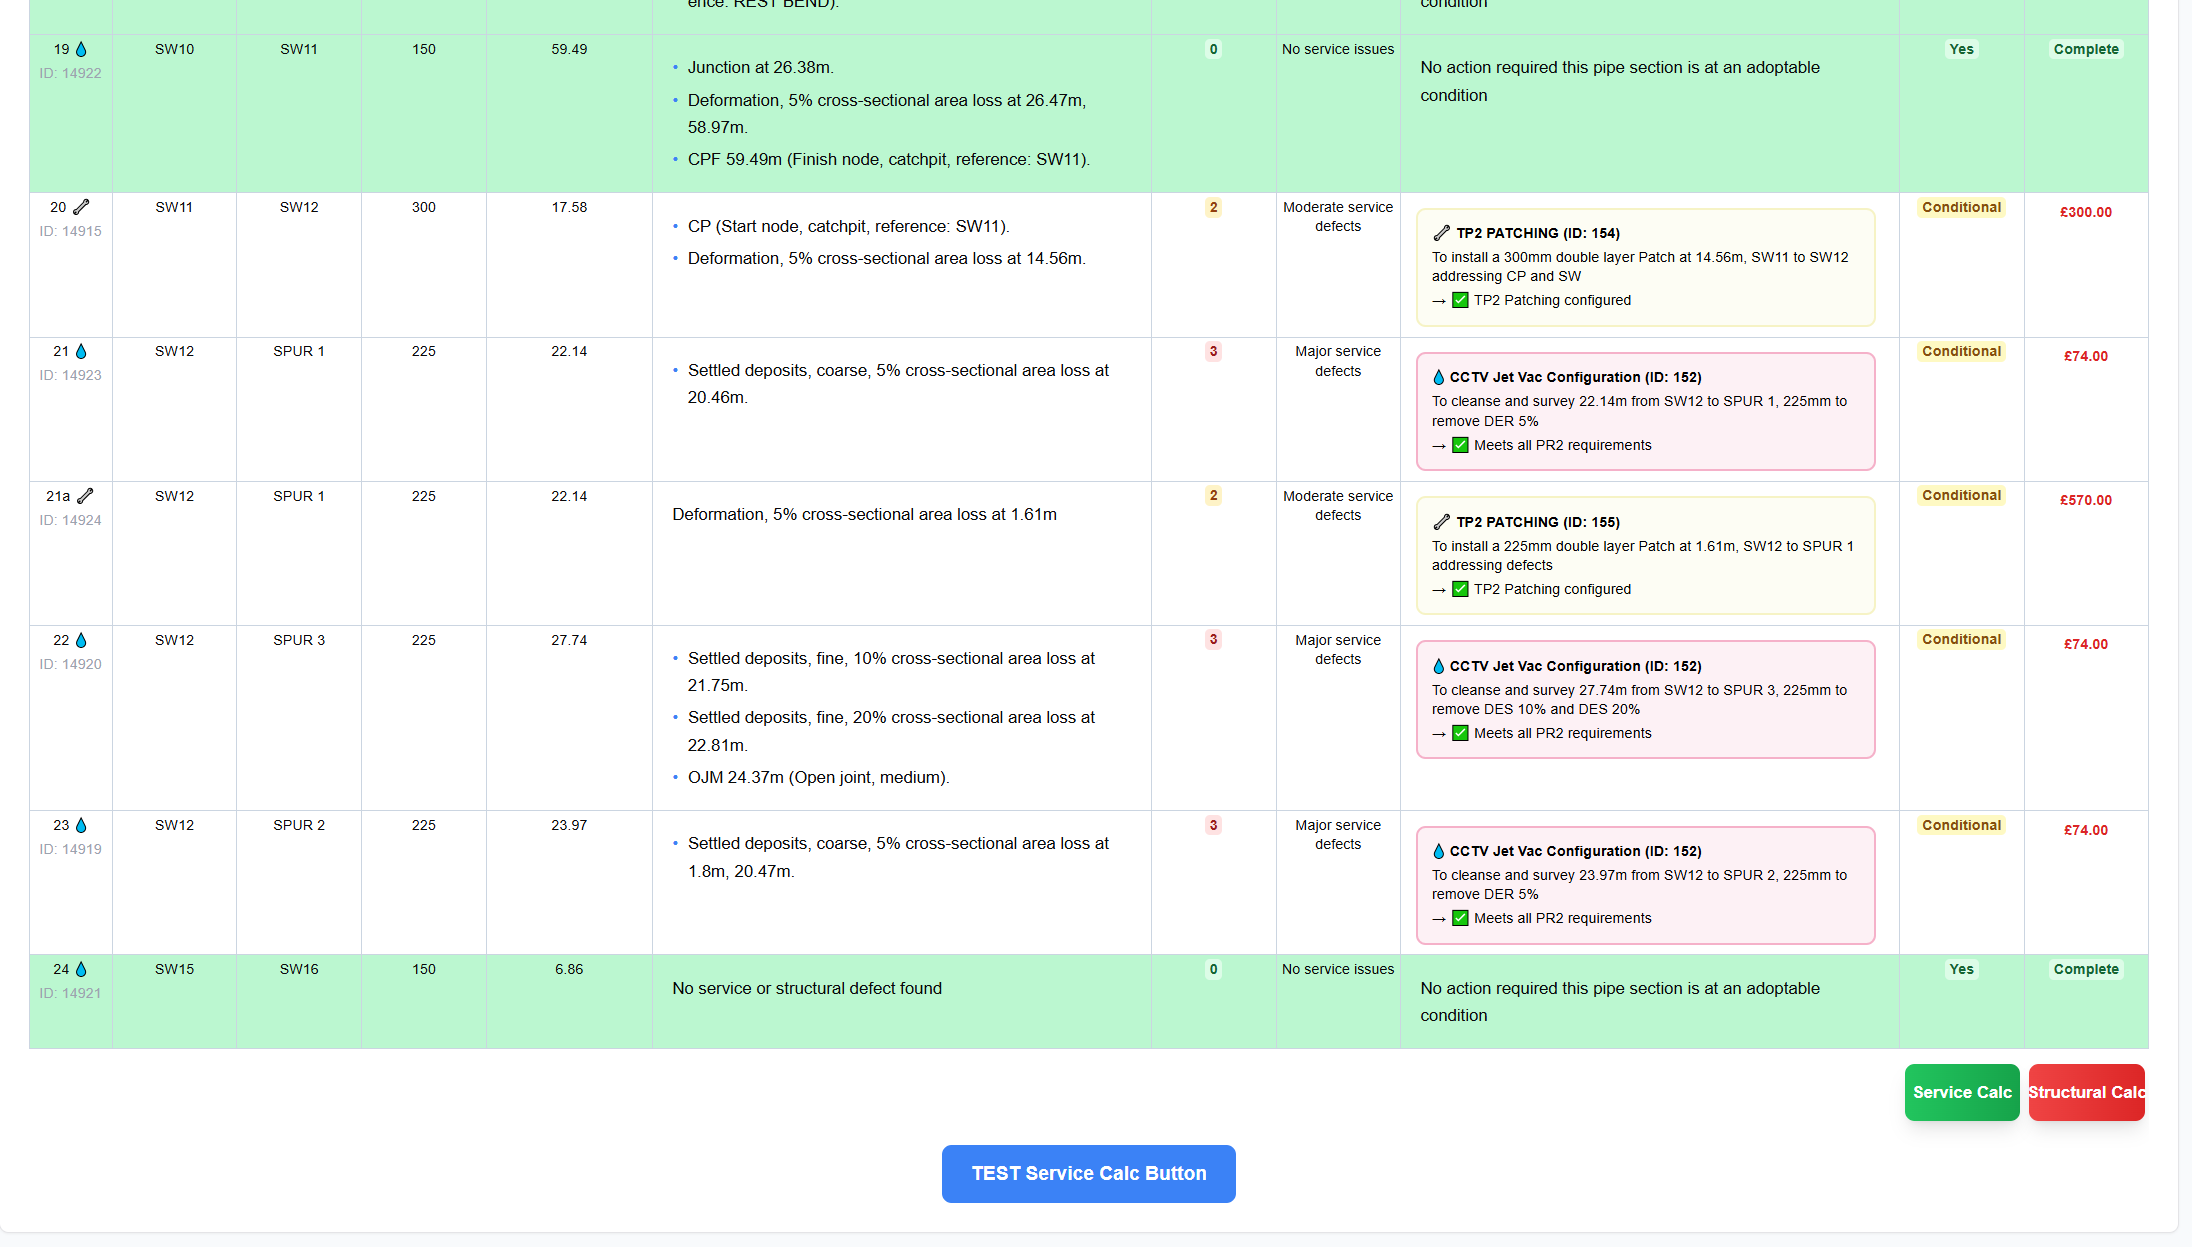 ence: REST BEND).
condition
19
ID: 14922
SW10
SW11
150
59.49
• Junction at 26.38m.
• Deformation, 5% cross-sectional area loss at 26.47m,
58.97m.
• CPF 59.49m (Finish node, catchpit, reference: SW11).
0
No service issues
No action required this pipe section is at an adoptable
condition
Yes
Complete
20
ID: 14915
SW11
SW12
300
17.58
• CP (Start node, catchpit, reference: SW11).
• Deformation, 5% cross-sectional area loss at 14.56m.
2
Moderate service
defects
TP2 PATCHING (ID: 154)
To install a 300mm double layer Patch at 14.56m, SW11 to SW12
addressing CP and SW
→ ✅ TP2 Patching configured
Conditional
£300.00
21
ID: 14923
SW12
SPUR 1
225
22.14
• Settled deposits, coarse, 5% cross-sectional area loss at
20.46m.
3
Major service
defects
CCTV Jet Vac Configuration (ID: 152)
To cleanse and survey 22.14m from SW12 to SPUR 1, 225mm to
remove DER 5%
→ ✅ Meets all PR2 requirements
Conditional
£74.00
21a
ID: 14924
SW12
SPUR 1
225
22.14
Deformation, 5% cross-sectional area loss at 1.61m
2
Moderate service
defects
TP2 PATCHING (ID: 155)
To install a 225mm double layer Patch at 1.61m, SW12 to SPUR 1
addressing defects
→ ✅ TP2 Patching configured
Conditional
£570.00
22
ID: 14920
SW12
SPUR 3
225
27.74
• Settled deposits, fine, 10% cross-sectional area loss at
21.75m.
• Settled deposits, fine, 20% cross-sectional area loss at
22.81m.
• OJM 24.37m (Open joint, medium).
3
Major service
defects
CCTV Jet Vac Configuration (ID: 152)
To cleanse and survey 27.74m from SW12 to SPUR 3, 225mm to
remove DES 10% and DES 20%
→ ✅ Meets all PR2 requirements
Conditional
£74.00
23
ID: 14919
SW12
SPUR 2
225
23.97
• Settled deposits, coarse, 5% cross-sectional area loss at
1.8m, 20.47m.
3
Major service
defects
CCTV Jet Vac Configuration (ID: 152)
To cleanse and survey 23.97m from SW12 to SPUR 2, 225mm to
remove DER 5%
→ ✅ Meets all PR2 requirements
Conditional
£74.00
24
ID: 14921
SW15
SW16
150
6.86
No service or structural defect found
0
No service issues
No action required this pipe section is at an adoptable
condition
Yes
Complete
Service Calc
Structural Calc
TEST Service Calc Button